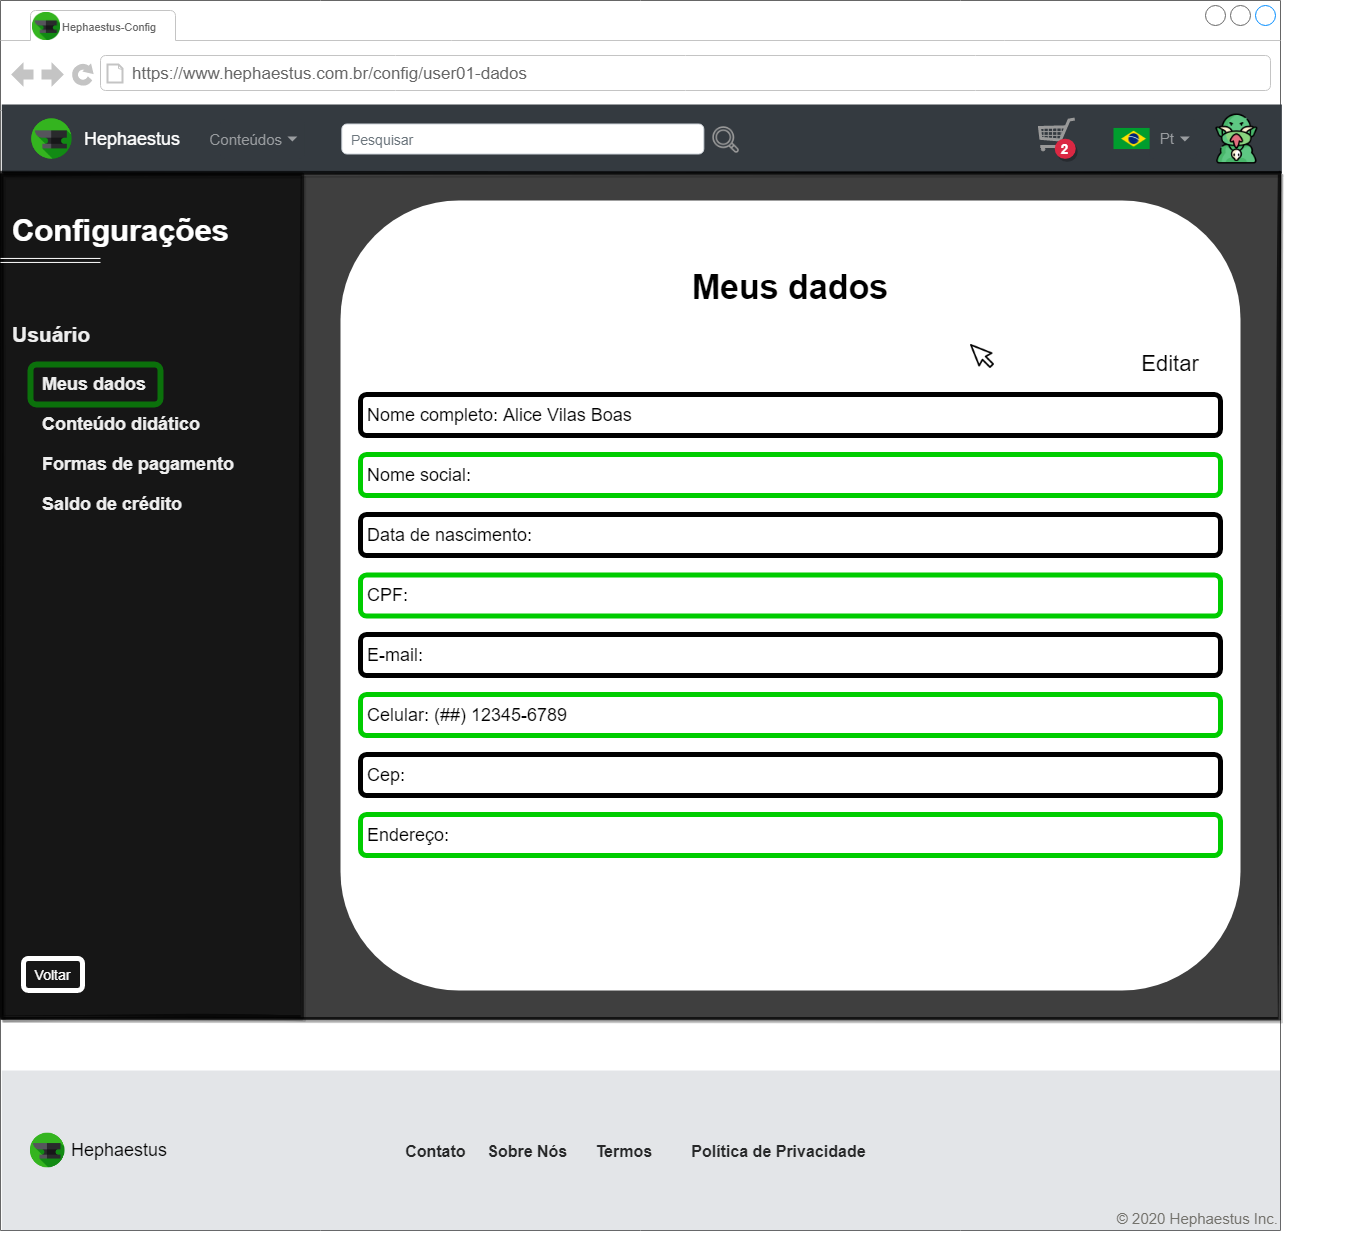 Hephaestus-Config
https://www.hephaestus.com.br/config/user01-dados
Hephaestus Conteúdos Pesquisar 2 Pt
Configurações
Usuário
Meus dados
Conteúdo didático
Formas de pagamento
Saldo de crédito
Voltar
Meus dados
Editar
Nome completo: Alice Vilas Boas
Nome social:
Data de nascimento:
CPF:
E-mail:
Celular: (##) 12345-6789
Cep:
Endereço:
Hephaestus Contato Sobre Nós Termos Política de Privacidade
© 2020 Hephaestus Inc.